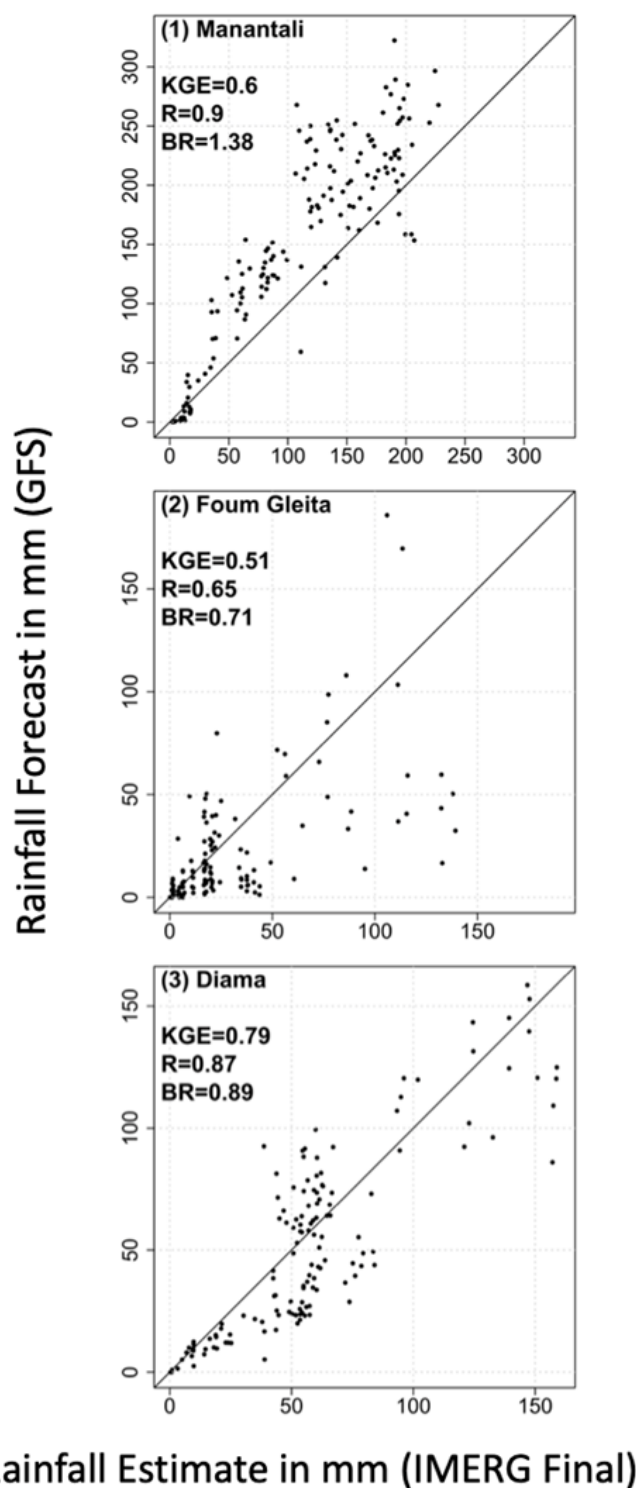 (1) Manantali
KGE=0.6
R=0.9
BR=1.38
300
250
200
150
100
50
0
0 50 100 150 200 250 300
(2) Foum Gleita
KGE=0.51
R=0.65
BR=0.71
150
100
50
0
0 50 100 150
(3) Diama
KGE=0.79
R=0.87
BR=0.89
150
100
50
0
0 50 100 150
Rainfall Forecast in mm (GFS)
ainfall Estimate in mm (IMERG Final)